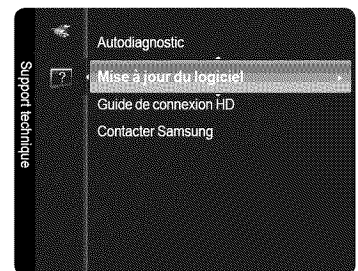 Support technique
Autodiagnostic
?
Mise à jour du logiciel
Guide de connexion HD
Contacter Samsung